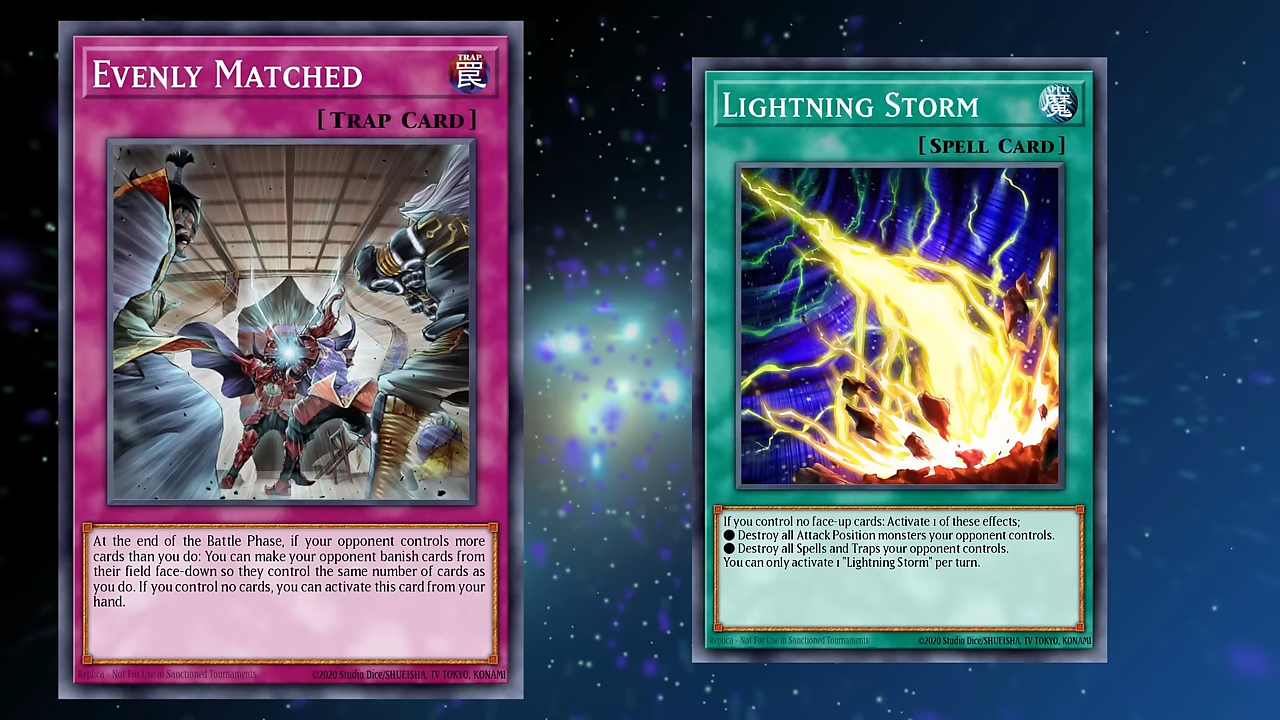 EVENLY MATCHED
TRAP
罠
[TRAP CARD]
At the end of the Battle Phase, if your opponent controls more
cards than you do: You can make your opponent banish cards from
their field face-down so they control the same number of cards as
you do. If you control no cards, you can activate this card from your
hand.
Replica - Not For Use in Sanctioned Tournaments
©2020 Studio Dice/SHUEISHA, TV TOKYO, KONAMI
LIGHTNING STORM
SPELL
魔
[SPELL CARD]
If you control no face-up cards: Activate 1 of these effects;
● Destroy all Attack Position monsters your opponent controls.
● Destroy all Spells and Traps your opponent controls.
You can only activate 1 "Lightning Storm" per turn.
Replica - Not For Use in Sanctioned Tournaments
©2020 Studio Dice/SHUEISHA, TV TOKYO, KONAMI